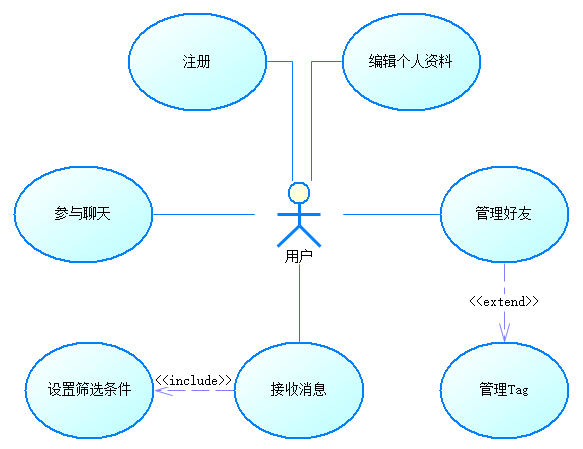 注册
编辑个人资料
参与聊天
管理好友
用户
<<extend>>
<<include>>
设置筛选条件
接收消息
管理Tag